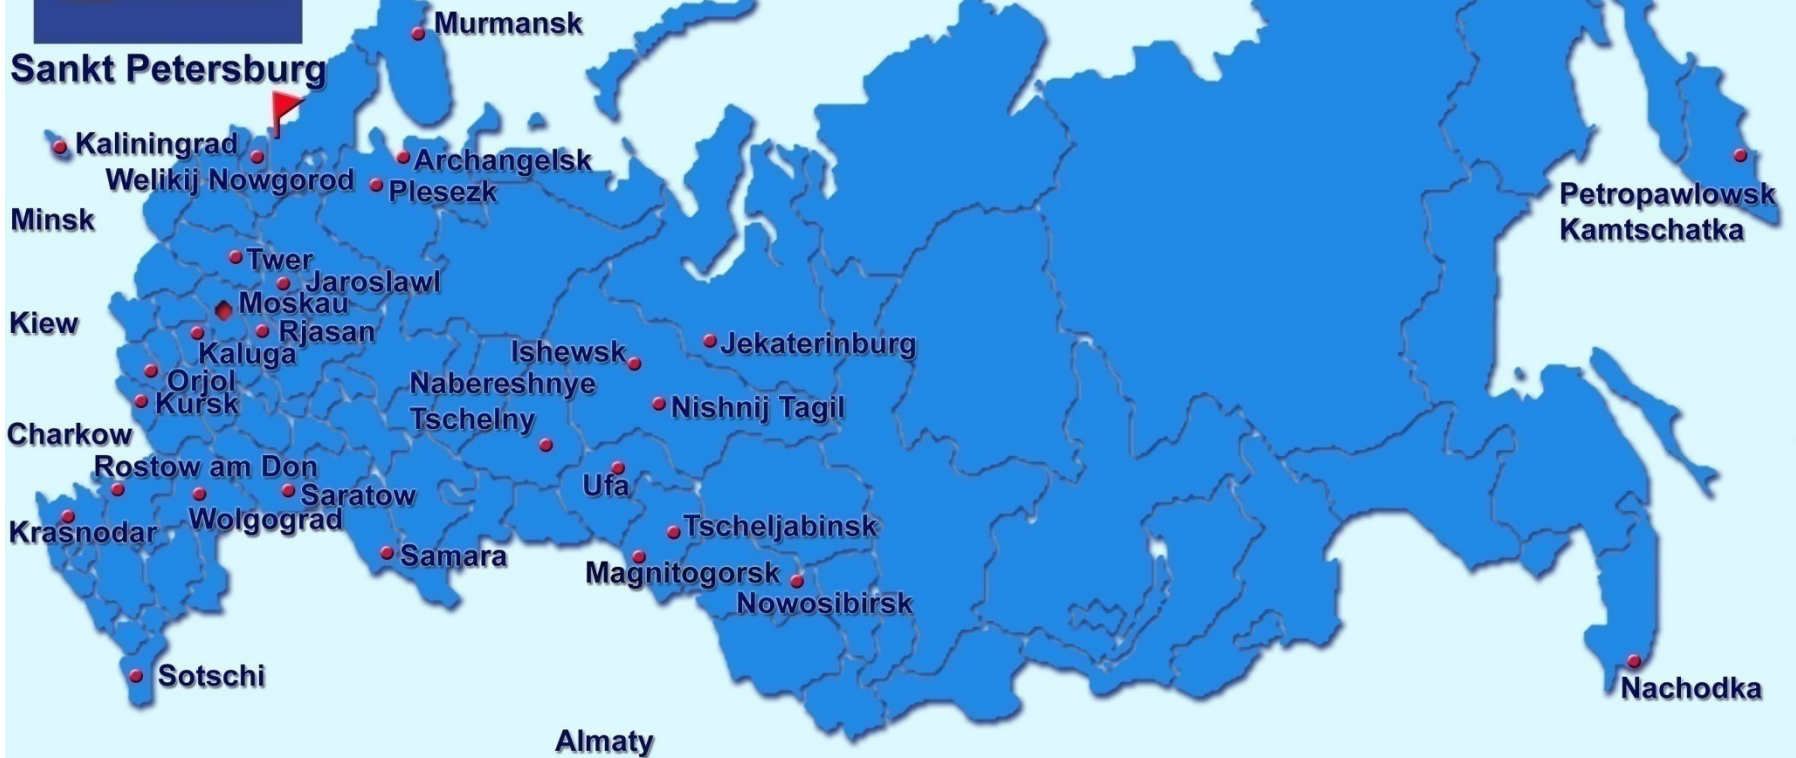 Murmansk
Sankt Petersburg
Kaliningrad
Archangelsk
Welikij Nowgorod
Plesezk
Petropawlowsk
Kamtschatka
Minsk
Twer
Jaroslawl
Moskau
Kiew
Rjasan
Kaluga
Ishewsk
Jekaterinburg
Orjol
Nabereshnye
Tschelny
Kursk
Nishnij Tagil
Charkow
Rostow am Don
Ufa
Saratow
Wolgograd
Krasnodar
Tscheljabinsk
Samara
Magnitogorsk
Nowosibirsk
Sotschi
Nachodka
Almaty